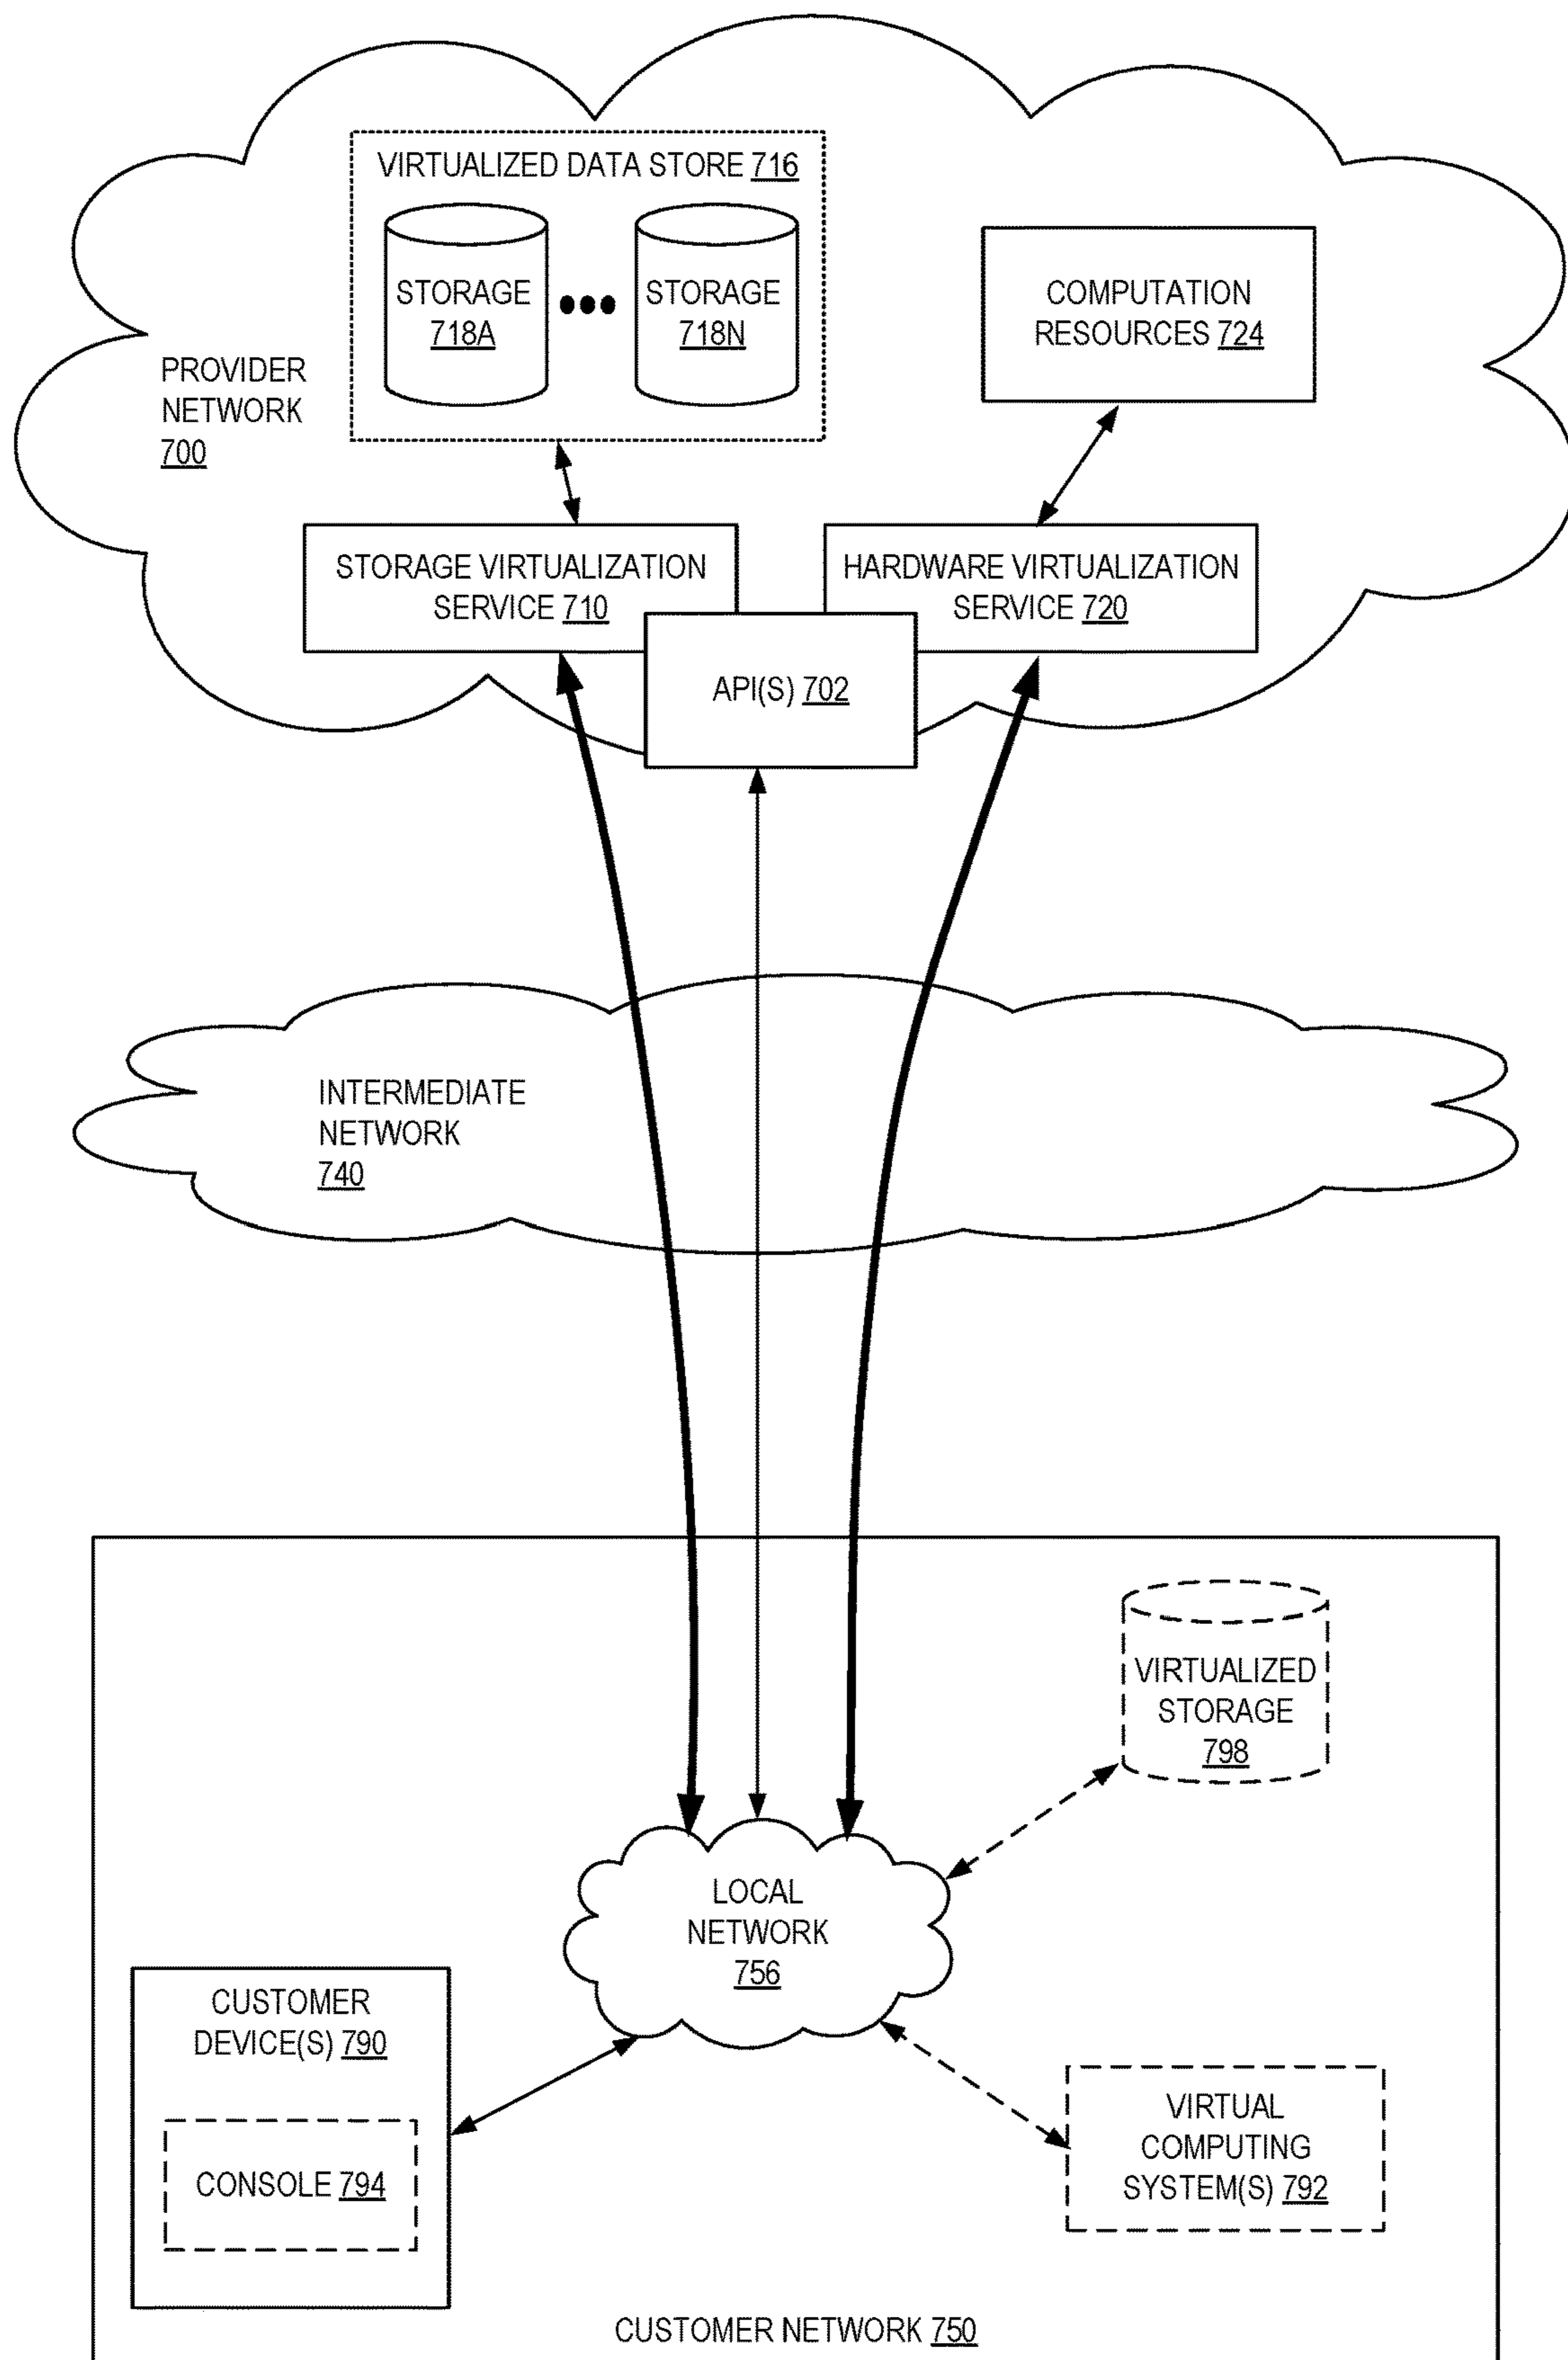 VIRTUALIZED DATA STORE 716
STORAGE
718A
STORAGE
718N
COMPUTATION
RESOURCES 724
PROVIDER
NETWORK
700
STORAGE VIRTUALIZATION
SERVICE 710
HARDWARE VIRTUALIZATION
SERVICE 720
API(S) 702
INTERMEDIATE
NETWORK
740
VIRTUALIZED
STORAGE
798
LOCAL
NETWORK
756
CUSTOMER
DEVICE(S) 790
CONSOLE 794
VIRTUAL
COMPUTING
SYSTEM(S) 792
CUSTOMER NETWORK 750